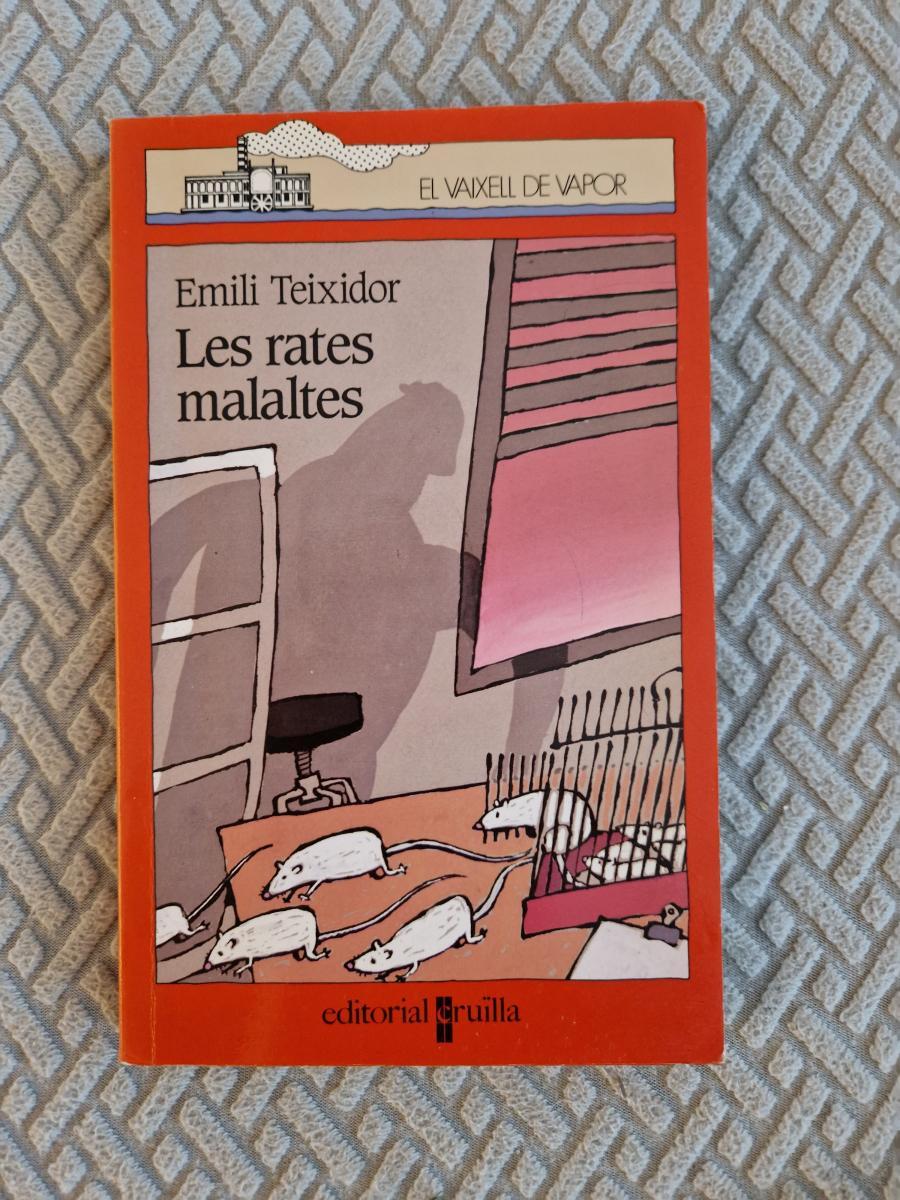 EL VAIXELL DE VAPOR
Emili Teixidor
Les rates
malaltes
editorial cruïlla